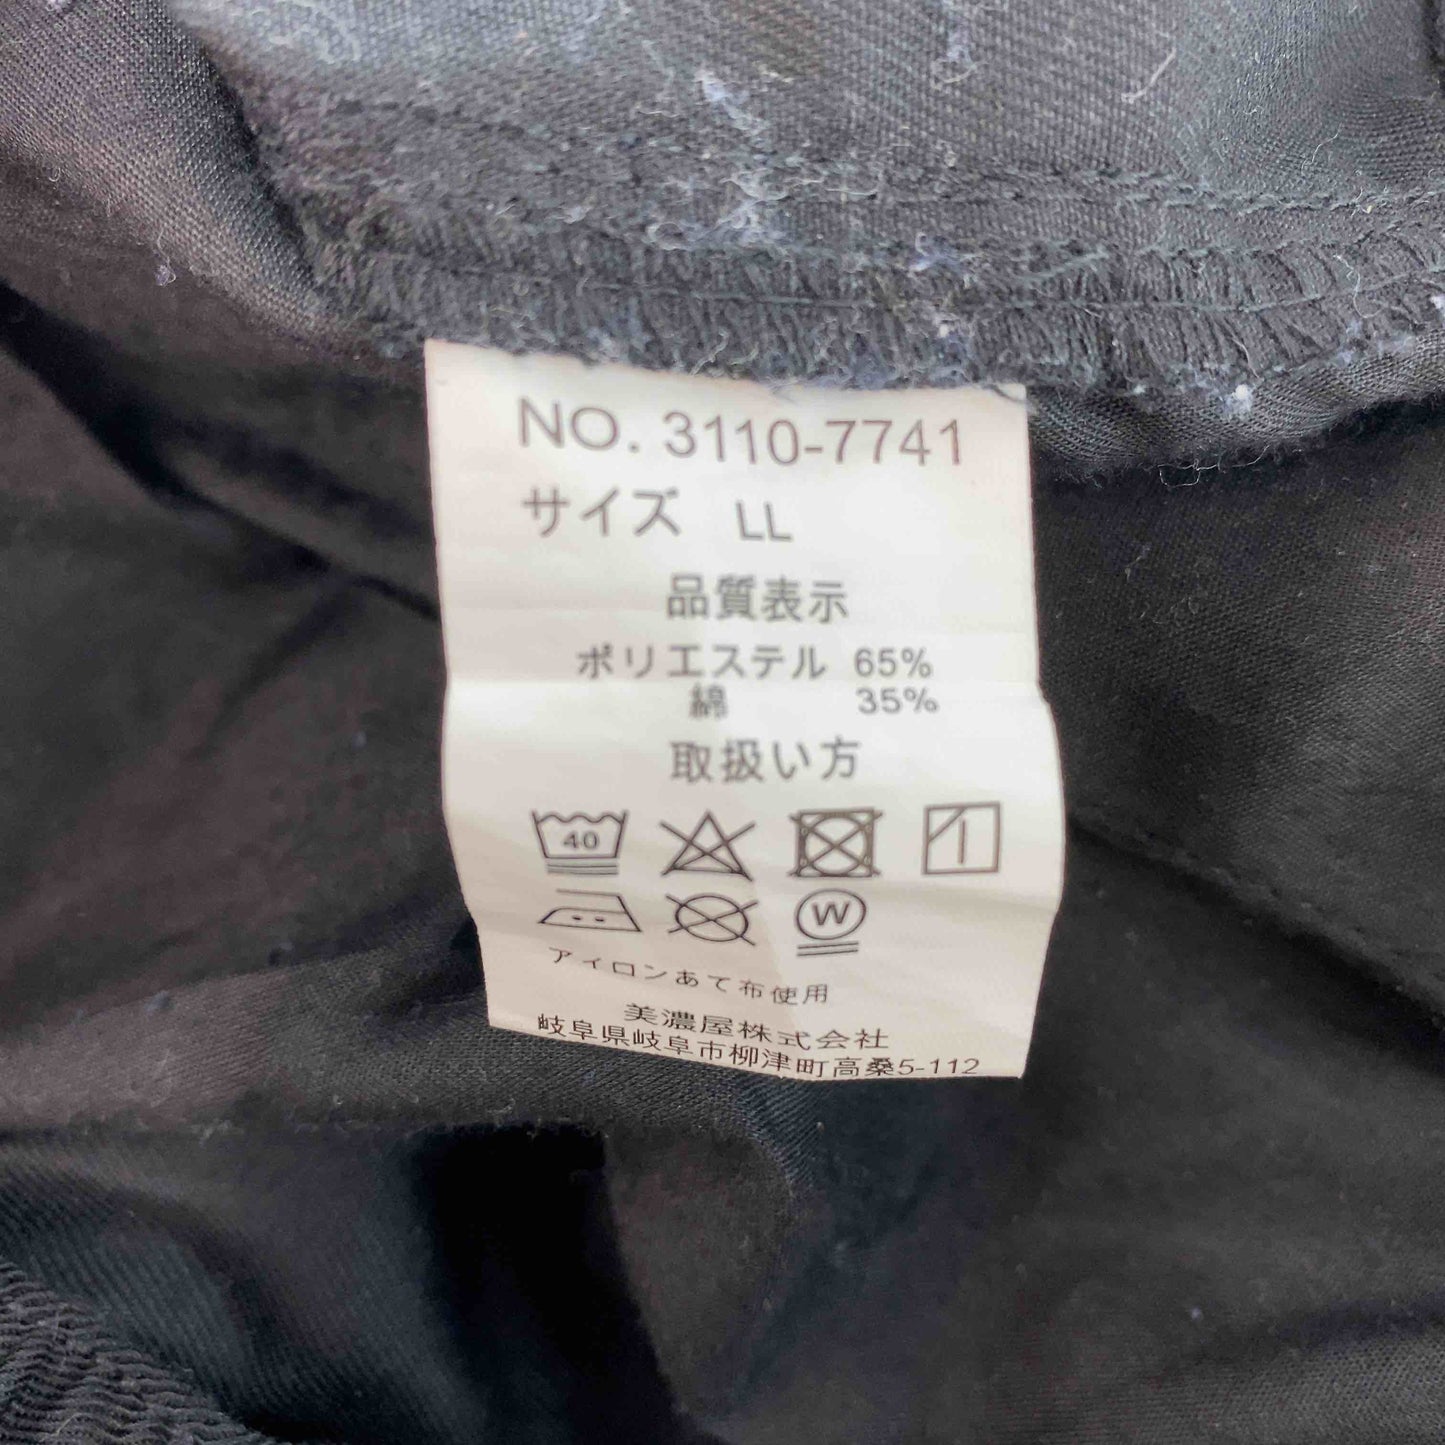 NO. 3110-7741
サイズ LL
品質表示
ポリエステル 65%
綿 35%
取扱い方
40
W
アイロンあて布使用
美濃屋株式会社
岐阜県岐阜市柳津町高桑5-112